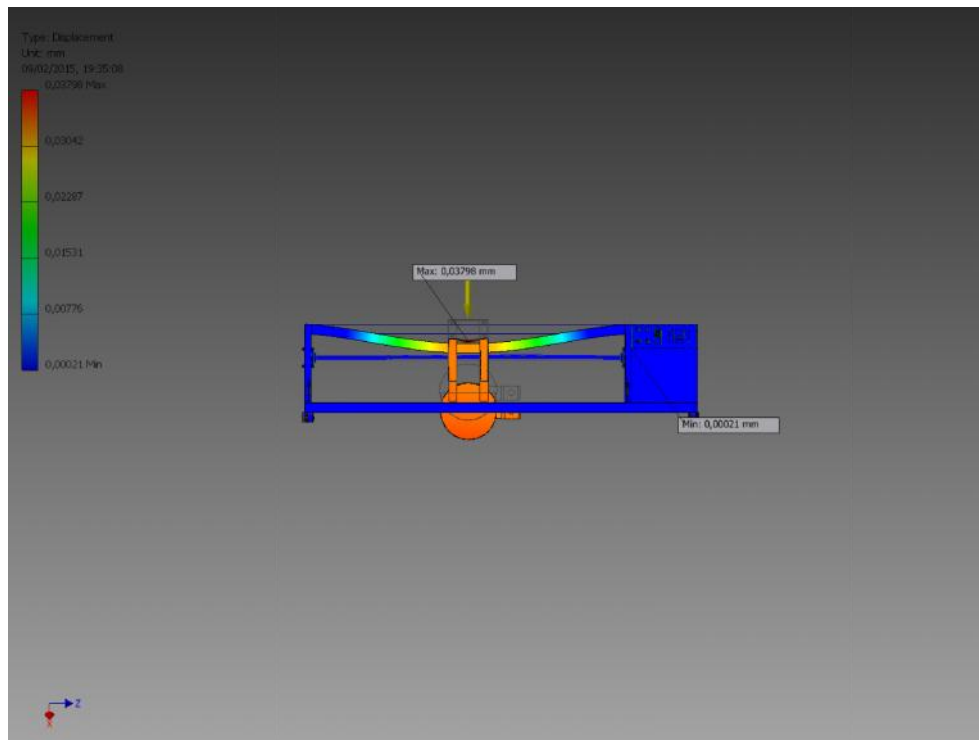 Type: Displacement
Unit: mm
09/02/2015, 19:35:08
0,03798 Max
0,03042
0,02287
0,01531
0,00776
0,00021 Min
Max: 0,03798 mm
Min: 0,00021 mm
Z
X